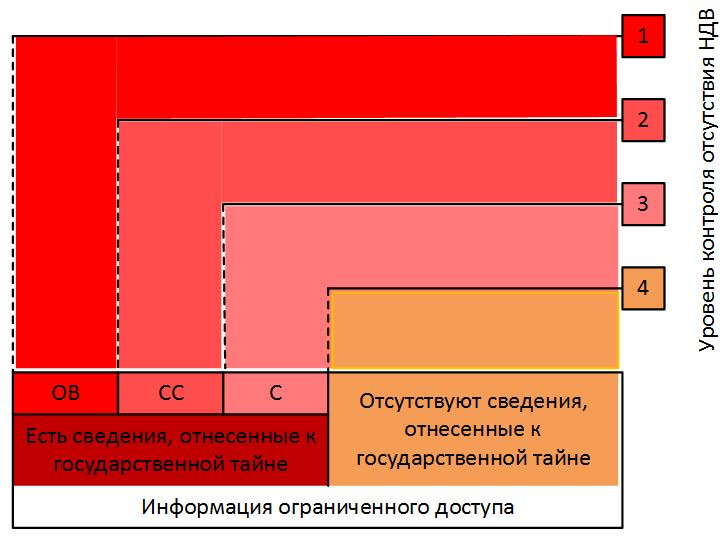 1
2
3
4
Уровень контроля отсутствия НДВ
ОВ
СС
С
Есть сведения, отнесенные к
государственной тайне
Отсутствуют сведения,
отнесенные к
государственной тайне
Информация ограниченного доступа